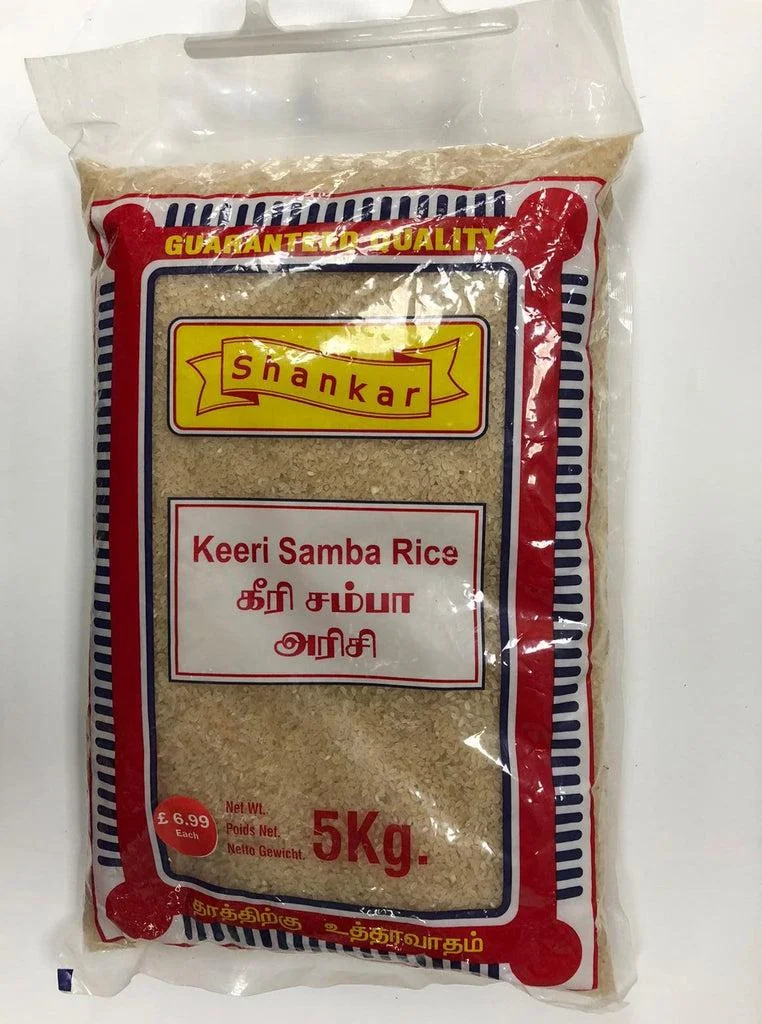 GUARANTEED QUALITY
Shankar
Keeri Samba Rice
கீரி சம்பா
அரிசி
£ 6.99
Each
Net Wt.
Poids Net.
Netto Gewicht.
5Kg.
தரத்திற்கு உத்தரவாதம்